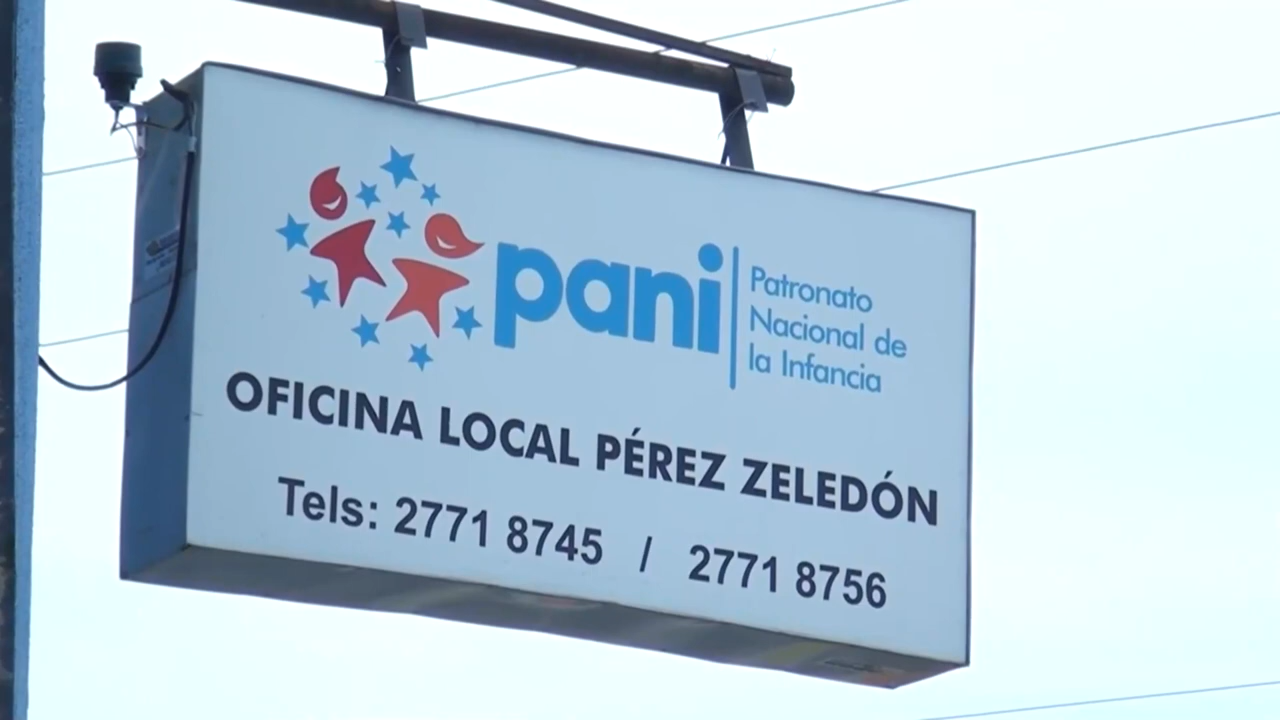 pani
Patronato
Nacional de
la Infancia
OFICINA LOCAL PÉREZ ZELEDÓN
Tels: 2771 8745 / 2771 8756